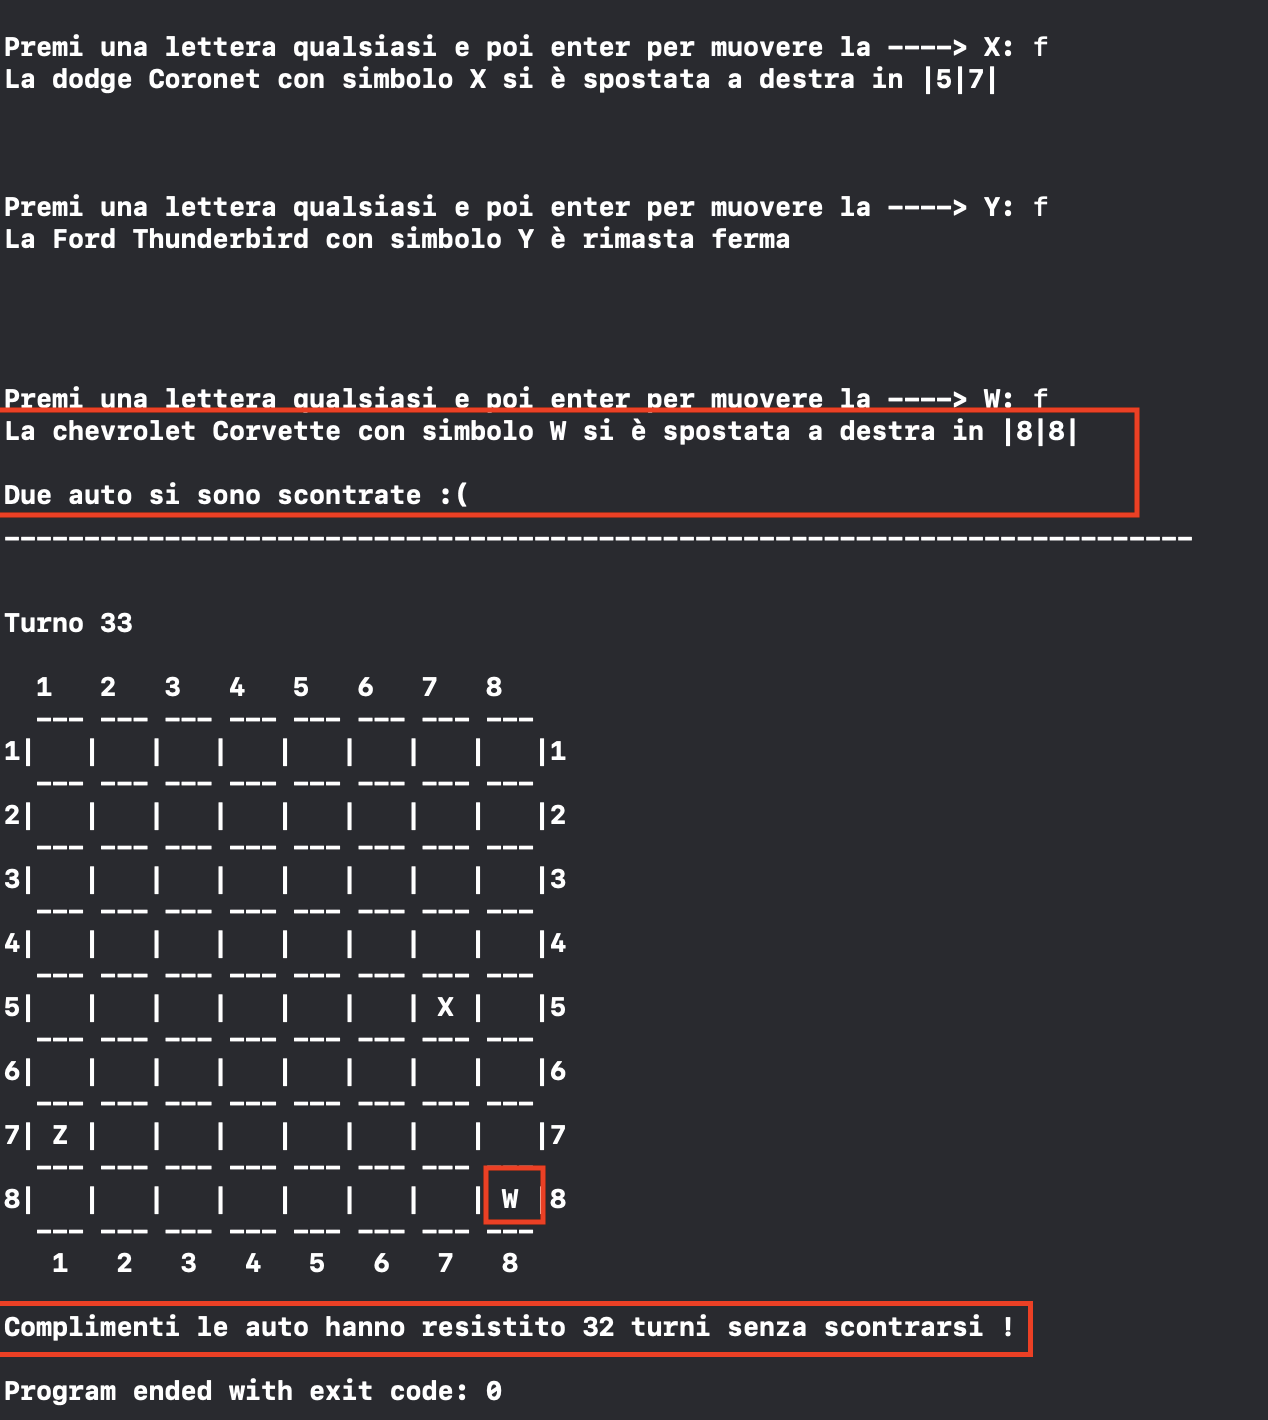 Premi una lettera qualsiasi e poi enter per muovere la ----> X: f
La dodge Coronet con simbolo X si è spostata a destra in |5|7|
Premi una lettera qualsiasi e poi enter per muovere la ----> Y: f
La Ford Thunderbird con simbolo Y è rimasta ferma
Premi una lettera qualsiasi e poi enter per muovere la ----> W: f
La chevrolet Corvette con simbolo W si è spostata a destra in |8|8|
Due auto si sono scontrate :(
--------------------------------------------------------------------------
Turno 33
  1   2   3   4   5   6   7   8
  --- --- --- --- --- --- --- ---
1|   |   |   |   |   |   |   |   |1
  --- --- --- --- --- --- --- ---
2|   |   |   |   |   |   |   |   |2
  --- --- --- --- --- --- --- ---
3|   |   |   |   |   |   |   |   |3
  --- --- --- --- --- --- --- ---
4|   |   |   |   |   |   |   |   |4
  --- --- --- --- --- --- --- ---
5|   |   |   |   |   |   | X |   |5
  --- --- --- --- --- --- --- ---
6|   |   |   |   |   |   |   |   |6
  --- --- --- --- --- --- --- ---
7| Z |   |   |   |   |   |   |   |7
  --- --- --- --- --- --- --- ---
8|   |   |   |   |   |   |   | W |8
  --- --- --- --- --- --- --- ---
   1   2   3   4   5   6   7   8
Complimenti le auto hanno resistito 32 turni senza scontrarsi !
Program ended with exit code: 0